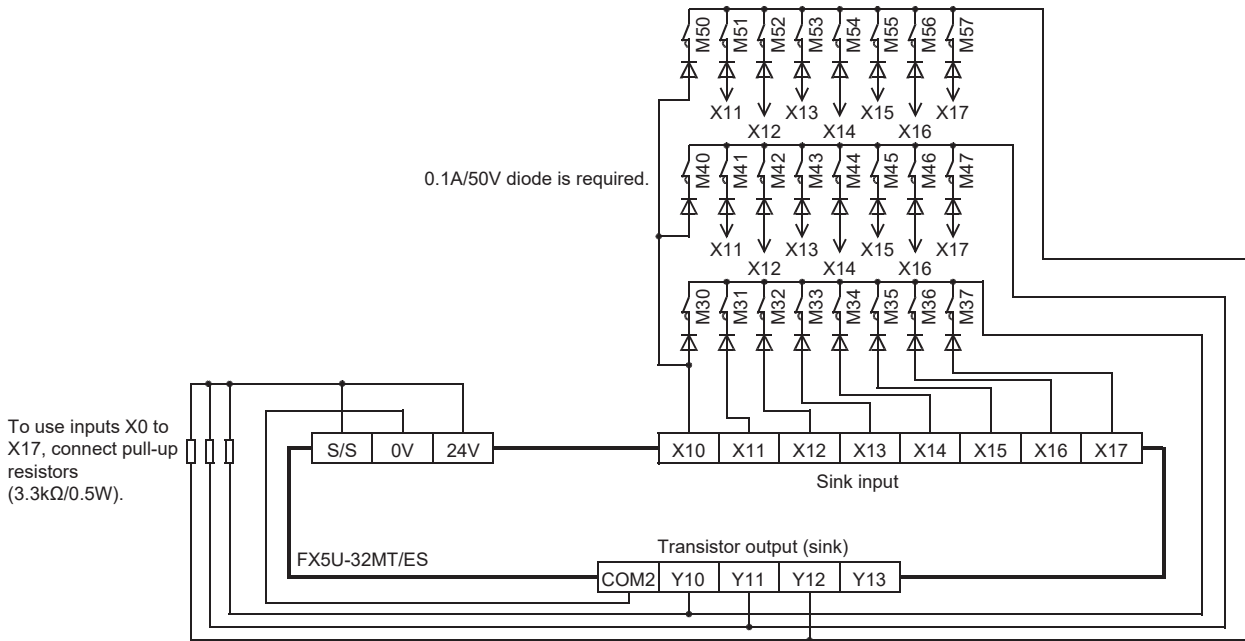 M50 M51 M52 M53 M54 M55 M56 M57
X11 X13 X15 X17
X12 X14 X16
M40 M41 M42 M43 M44 M45 M46 M47
0.1A/50V diode is required.
X11 X13 X15 X17
X12 X14 X16
M30 M31 M32 M33 M34 M35 M36 M37
To use inputs X0 to
X17, connect pull-up
resistors
(3.3kΩ/0.5W).
S/S 0V 24V
X10 X11 X12 X13 X14 X15 X16 X17
Sink input
FX5U-32MT/ES
Transistor output (sink)
COM2 Y10 Y11 Y12 Y13